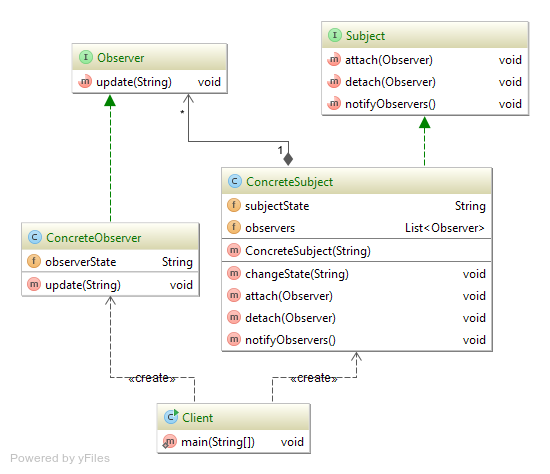 I Subject
m attach(Observer) void
m detach(Observer) void
m notifyObservers() void
I Observer
m update(String) void
*
1
C ConcreteSubject
f subjectState String
f observers List<Observer>
m ConcreteSubject(String)
m changeState(String) void
m attach(Observer) void
m detach(Observer) void
m notifyObservers() void
C ConcreteObserver
f observerState String
m update(String) void
«create»
«create»
C Client
m main(String[]) void
Powered by yFiles